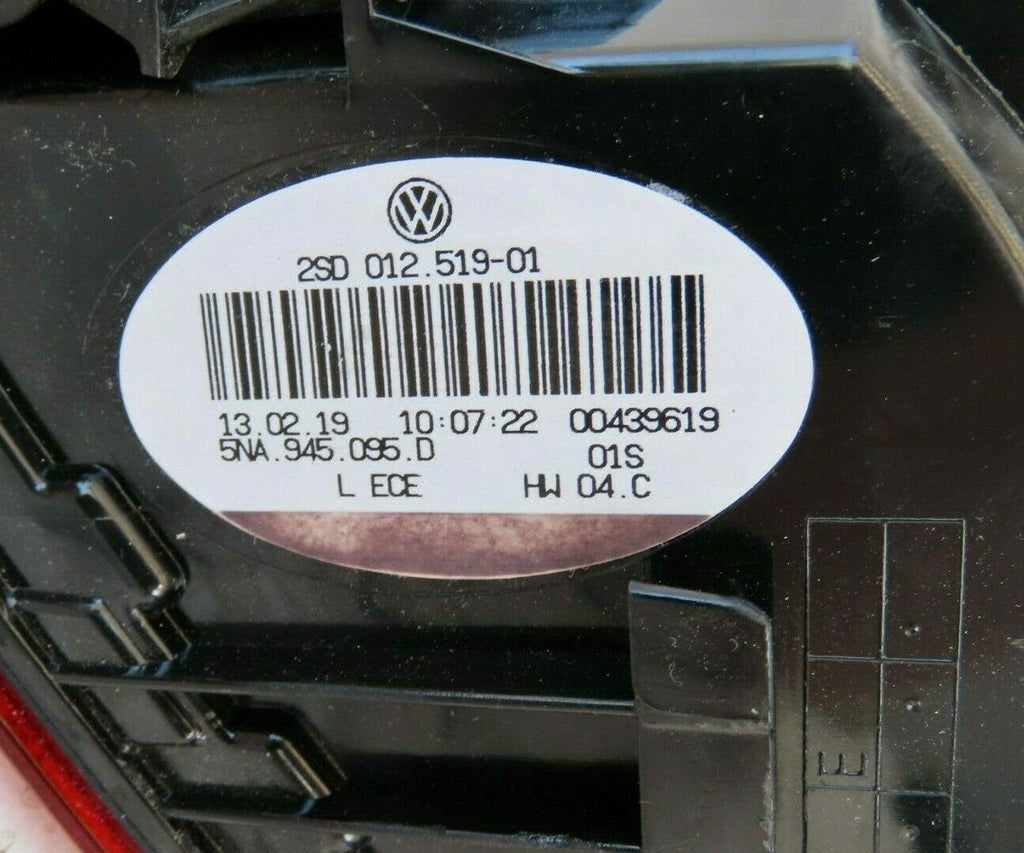 2SD 012.519-01
13.02.19 10:07:22 00439619
5NA.945.095.D 01S
L ECE HW 04.C
E